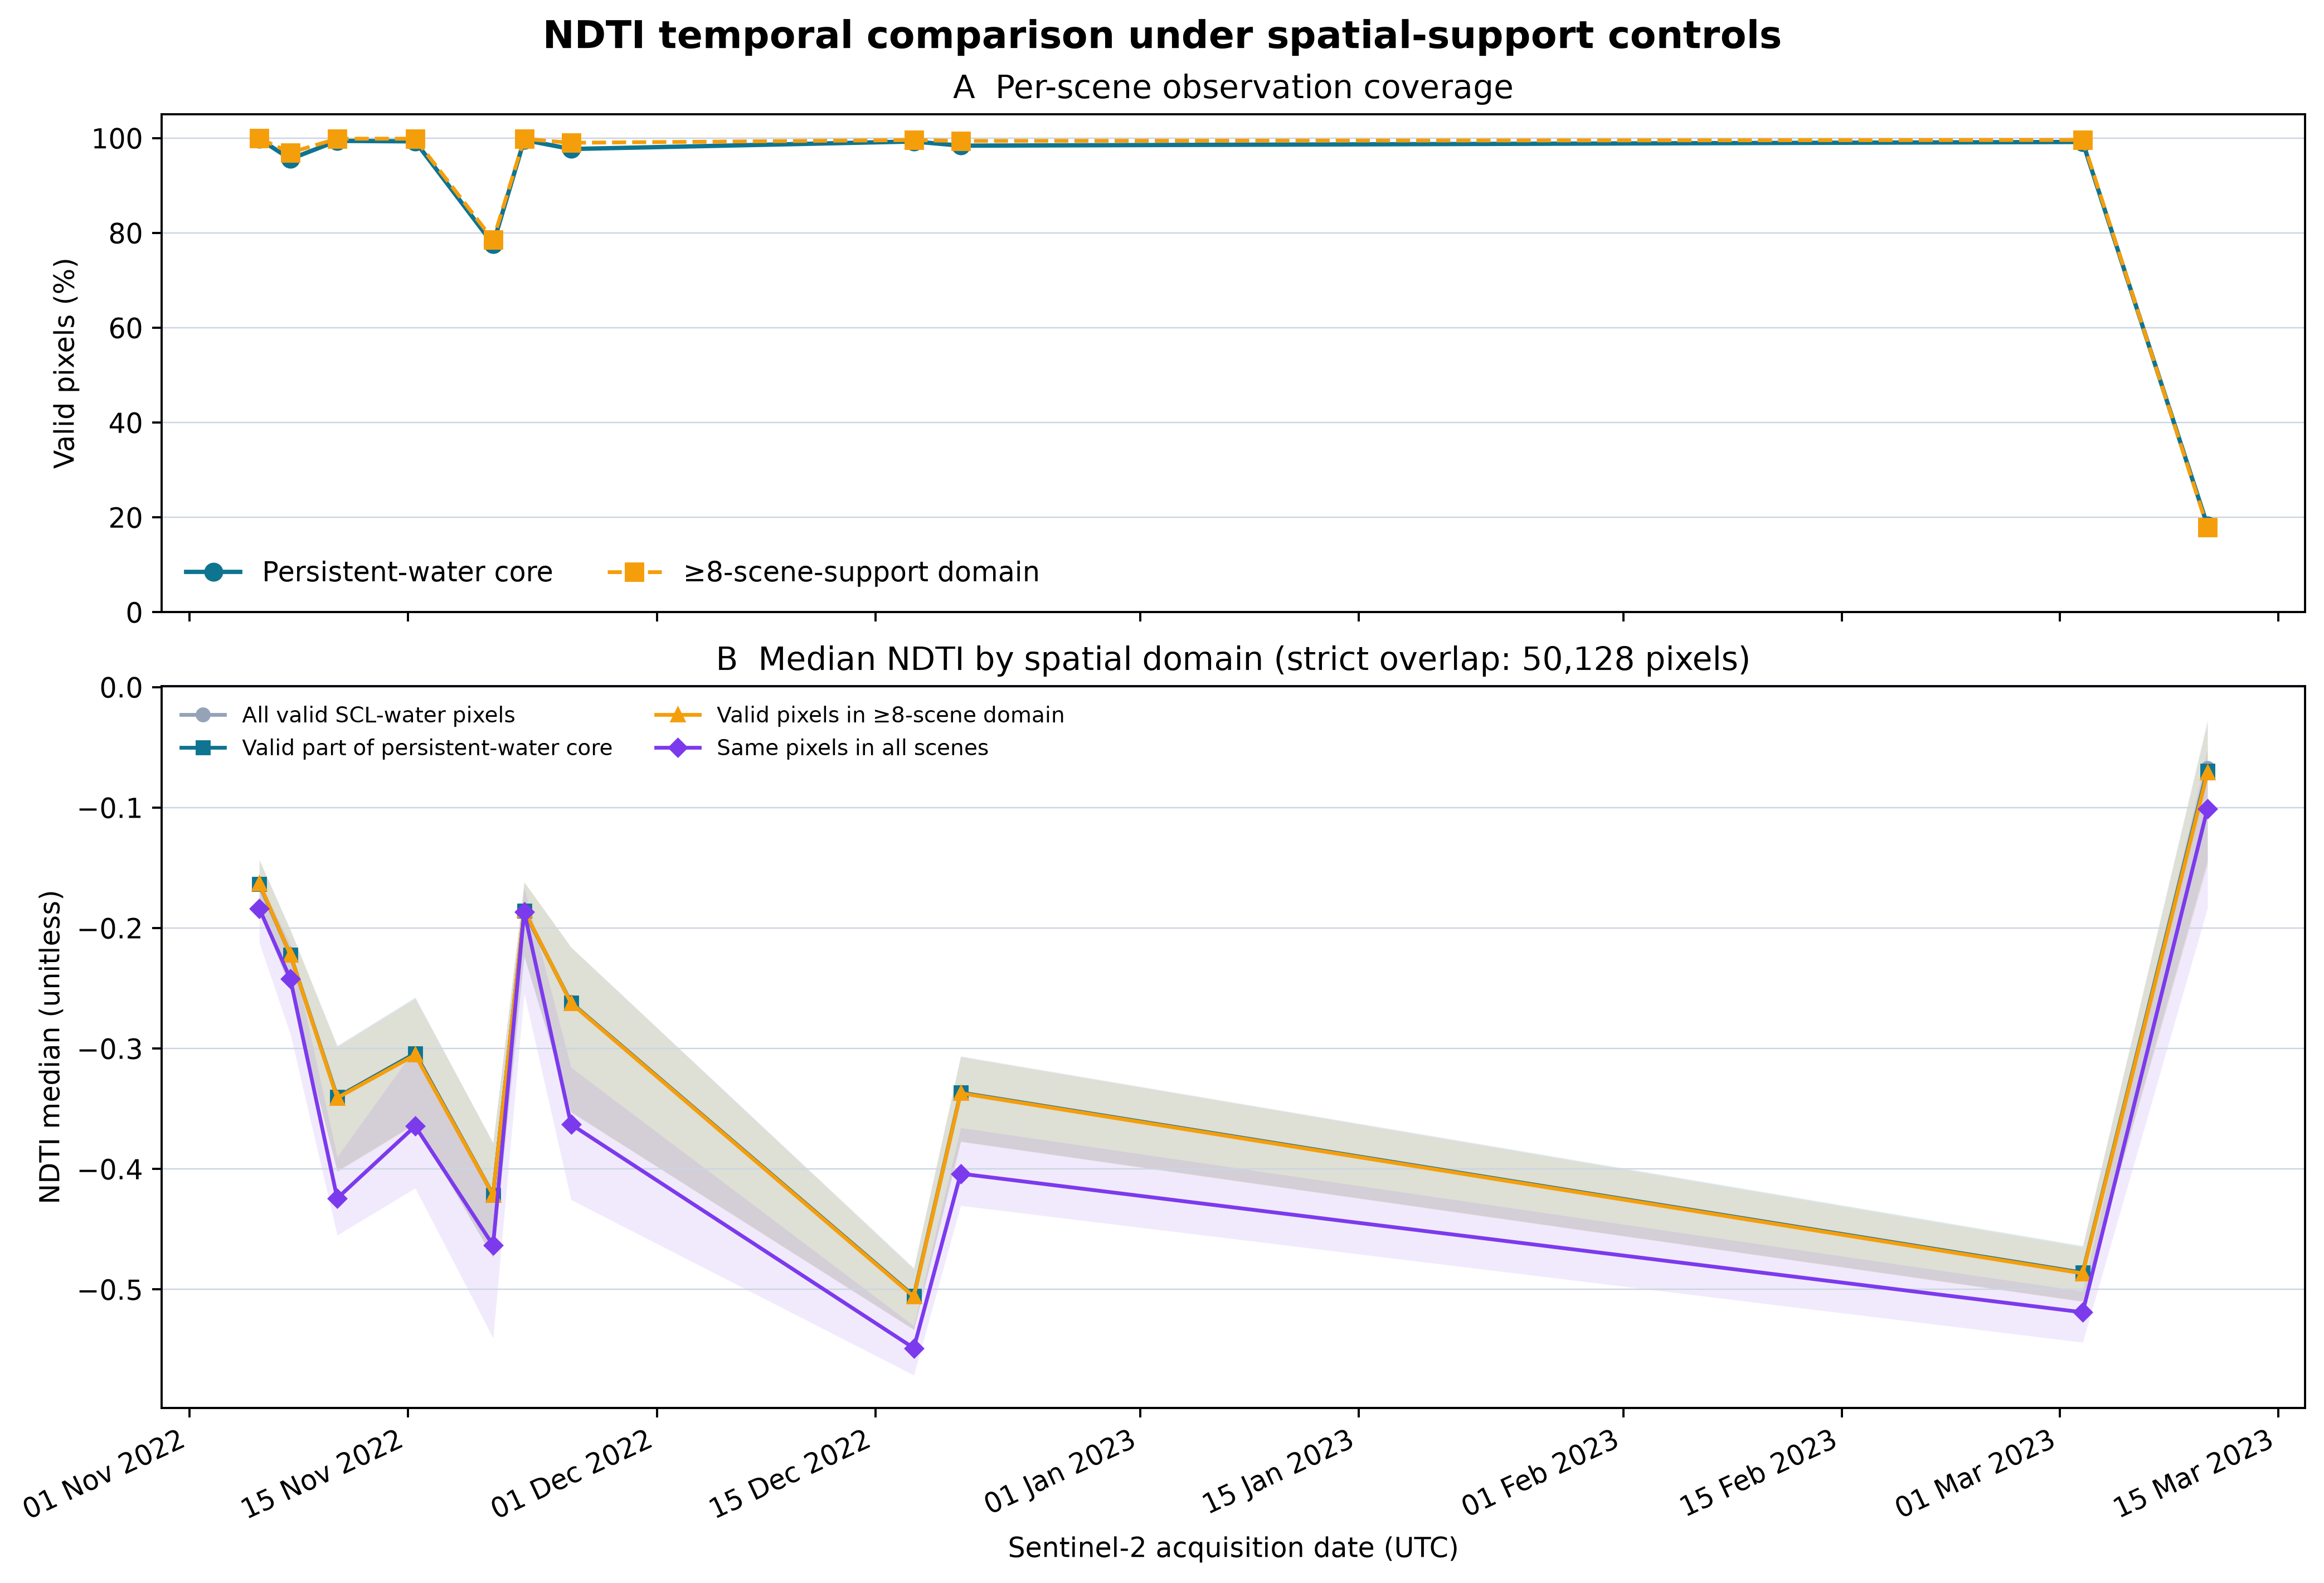 NDTI temporal comparison under spatial-support controls
A  Per-scene observation coverage
Valid pixels (%)
100
80
60
40
20
0
Persistent-water core
≥8-scene-support domain
B  Median NDTI by spatial domain (strict overlap: 50,128 pixels)
NDTI median (unitless)
0.0
−0.1
−0.2
−0.3
−0.4
−0.5
All valid SCL-water pixels
Valid part of persistent-water core
Valid pixels in ≥8-scene domain
Same pixels in all scenes
01 Nov 2022
15 Nov 2022
01 Dec 2022
15 Dec 2022
01 Jan 2023
15 Jan 2023
01 Feb 2023
15 Feb 2023
01 Mar 2023
15 Mar 2023
Sentinel-2 acquisition date (UTC)